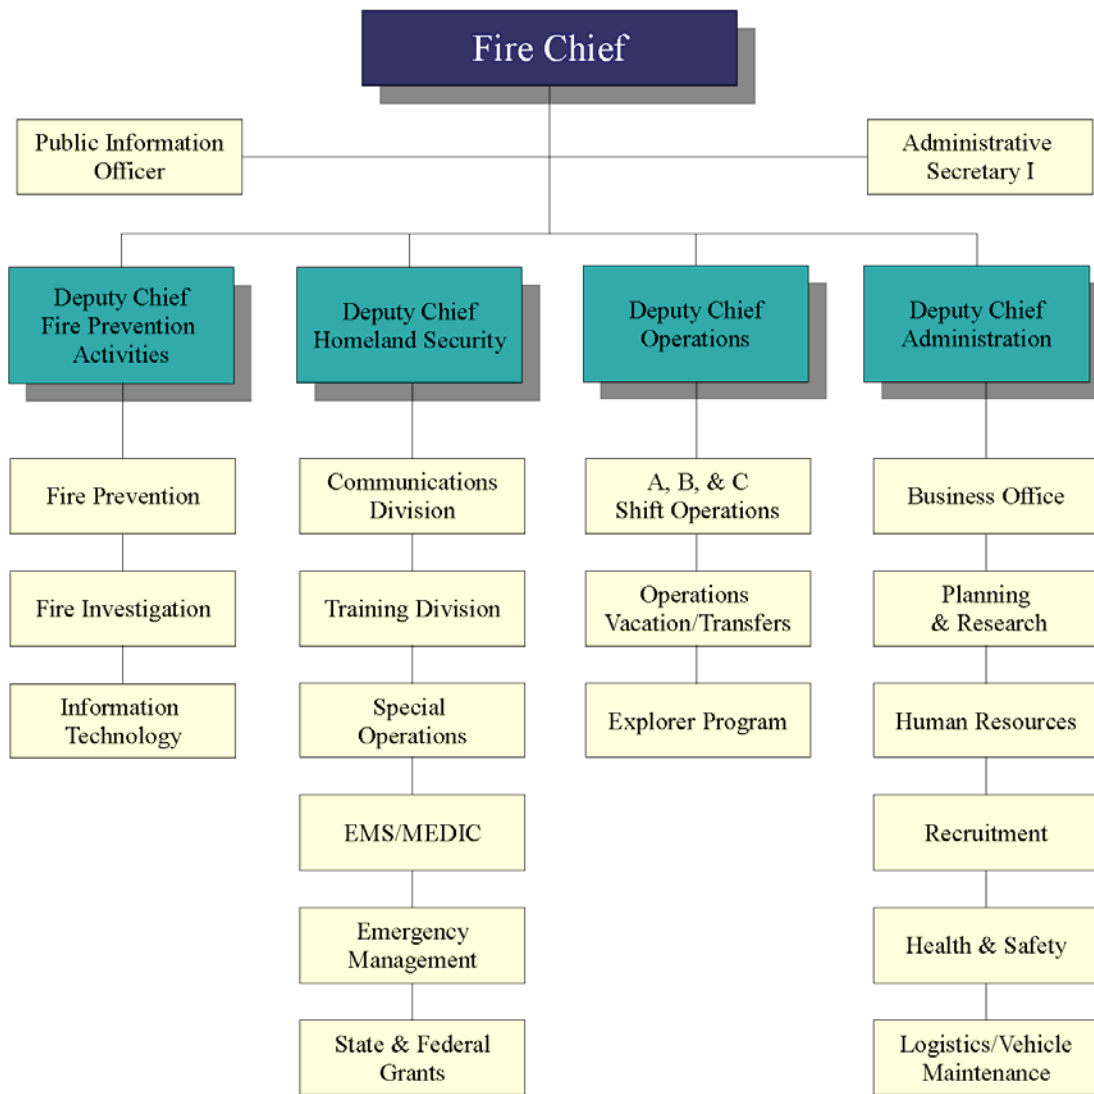 Fire Chief
Public Information
Officer
Administrative
Secretary I
Deputy Chief
Fire Prevention
Activities
Deputy Chief
Homeland Security
Deputy Chief
Operations
Deputy Chief
Administration
Fire Prevention
Communications
Division
A, B, & C
Shift Operations
Business Office
Fire Investigation
Training Division
Operations
Vacation/Transfers
Planning
& Research
Information
Technology
Special
Operations
Explorer Program
Human Resources
EMS/MEDIC
Recruitment
Emergency
Management
Health & Safety
State & Federal
Grants
Logistics/Vehicle
Maintenance